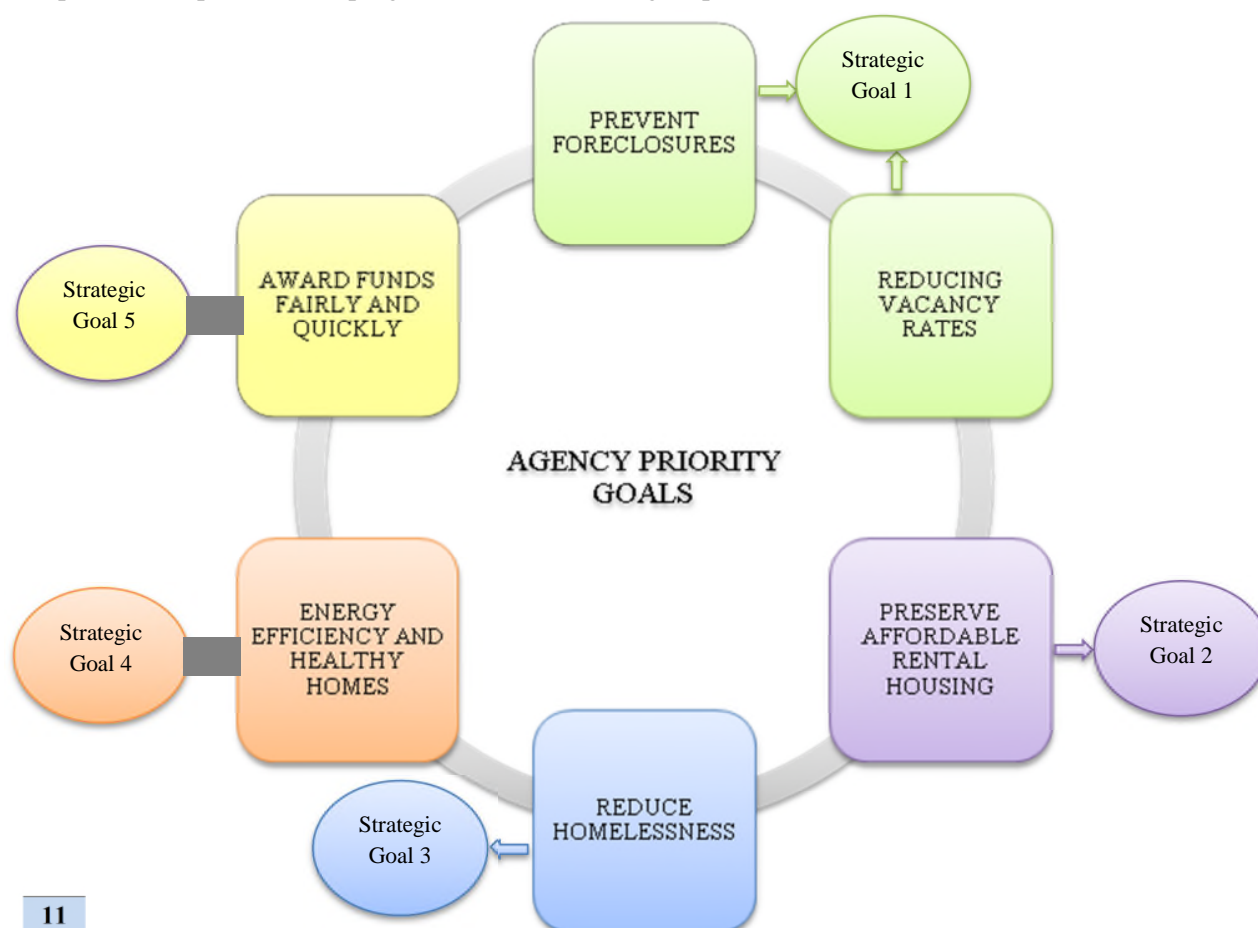 Strategic
Goal 1
PREVENT
FORECLOSURES
REDUCING
VACANCY
RATES
AWARD FUNDS
FAIRLY AND
QUICKLY
Strategic
Goal 5
AGENCY PRIORITY
GOALS
ENERGY
EFFICIENCY AND
HEALTHY
HOMES
Strategic
Goal 4
PRESERVE
AFFORDABLE
RENTAL
HOUSING
Strategic
Goal 2
REDUCE
HOMELESSNESS
Strategic
Goal 3
11